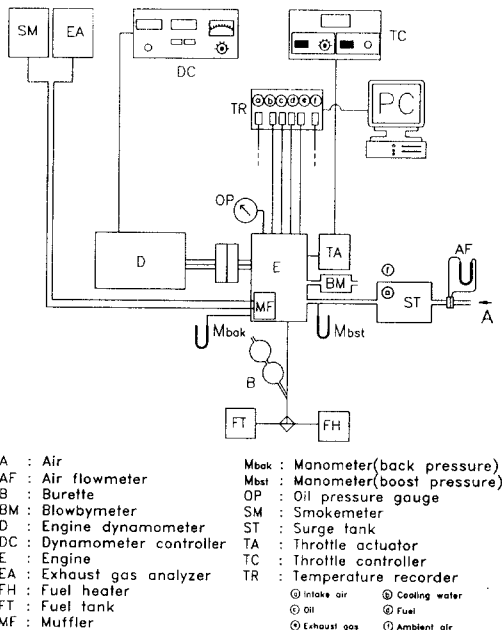 SM EA
DC
TC
TR
ⓐ ⓑ ⓒ ⓓ ⓔ ⓕ
PC
OP
D
E
TA
BM
MF
ⓕ
ⓐ
ST
AF
A
Mbak
Mbst
B
FT
FH
A : Air
AF : Air flowmeter
B : Burette
BM : Blowbymeter
D : Engine dynamometer
DC : Dynamometer controller
E : Engine
EA : Exhaust gas analyzer
FH : Fuel heater
FT : Fuel tank
MF : Muffler
Mbak : Manometer(back pressure)
Mbst : Manometer(boost pressure)
OP : Oil pressure gauge
SM : Smokemeter
ST : Surge tank
TA : Throttle actuator
TC : Throttle controller
TR : Temperature recorder
ⓐ Intake air ⓑ Cooling water
ⓒ Oil ⓓ Fuel
ⓔ Exhaust gas ⓕ Ambient air